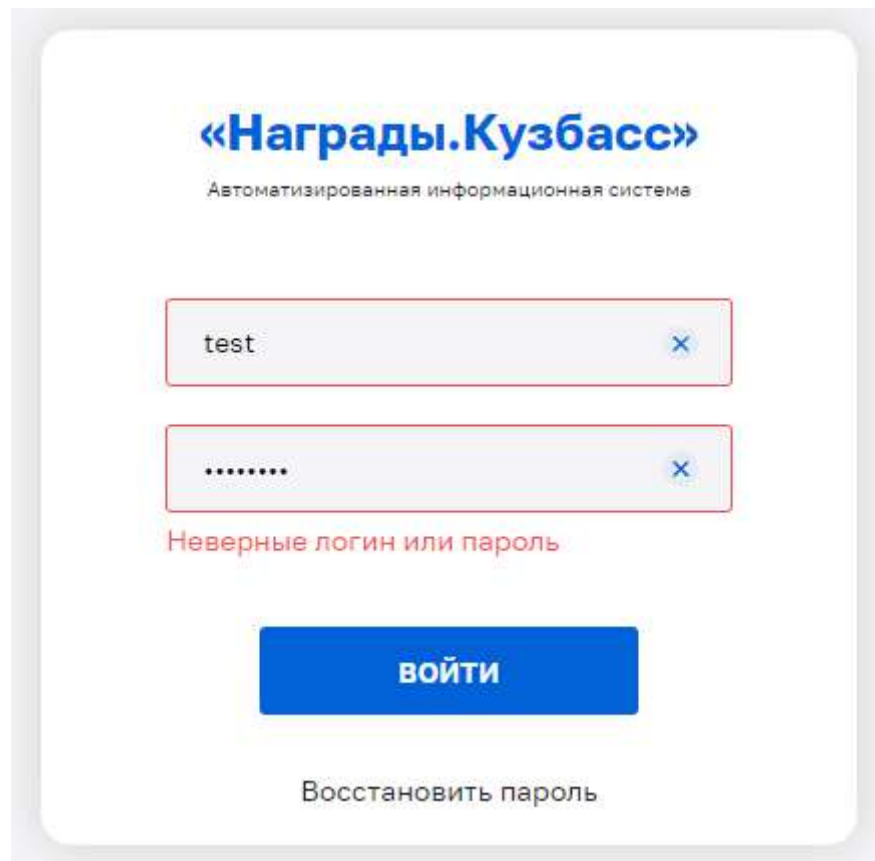 «Награды.Кузбасс»
Автоматизированная информационная система
test
••••••••
Неверные логин или пароль
ВОЙТИ
Восстановить пароль